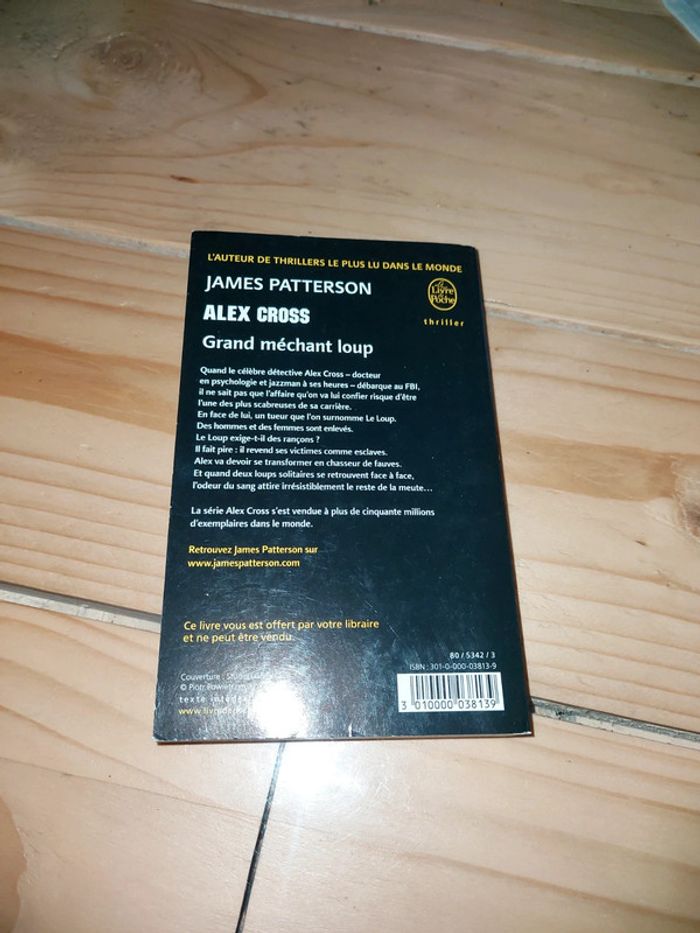 L'AUTEUR DE THRILLERS LE PLUS LU DANS LE MONDE
JAMES PATTERSON
Le Livre de Poche
thriller
ALEX CROSS
Grand méchant loup
Quand le célèbre détective Alex Cross – docteur
en psychologie et jazzman à ses heures – débarque au FBI,
il ne sait pas que l'affaire qu'on va lui confier risque d'être
l'une des plus scabreuses de sa carrière.
En face de lui, un tueur que l'on surnomme Le Loup.
Des hommes et des femmes sont enlevés.
Le Loup exige-t-il des rançons ?
Il fait pire : il revend ses victimes comme esclaves.
Alex va devoir se transformer en chasseur de fauves.
Et quand deux loups solitaires se retrouvent face à face,
l'odeur du sang attire irrésistiblement le reste de la meute…
La série Alex Cross s'est vendue à plus de cinquante millions
d'exemplaires dans le monde.
Retrouvez James Patterson sur
www.jamespatterson.com
Ce livre vous est offert par votre libraire
et ne peut être vendu
80 / 5342 / 3
ISBN : 301-0-000-03813-9
Couverture :
© Piotr
texte
3 010000 038139